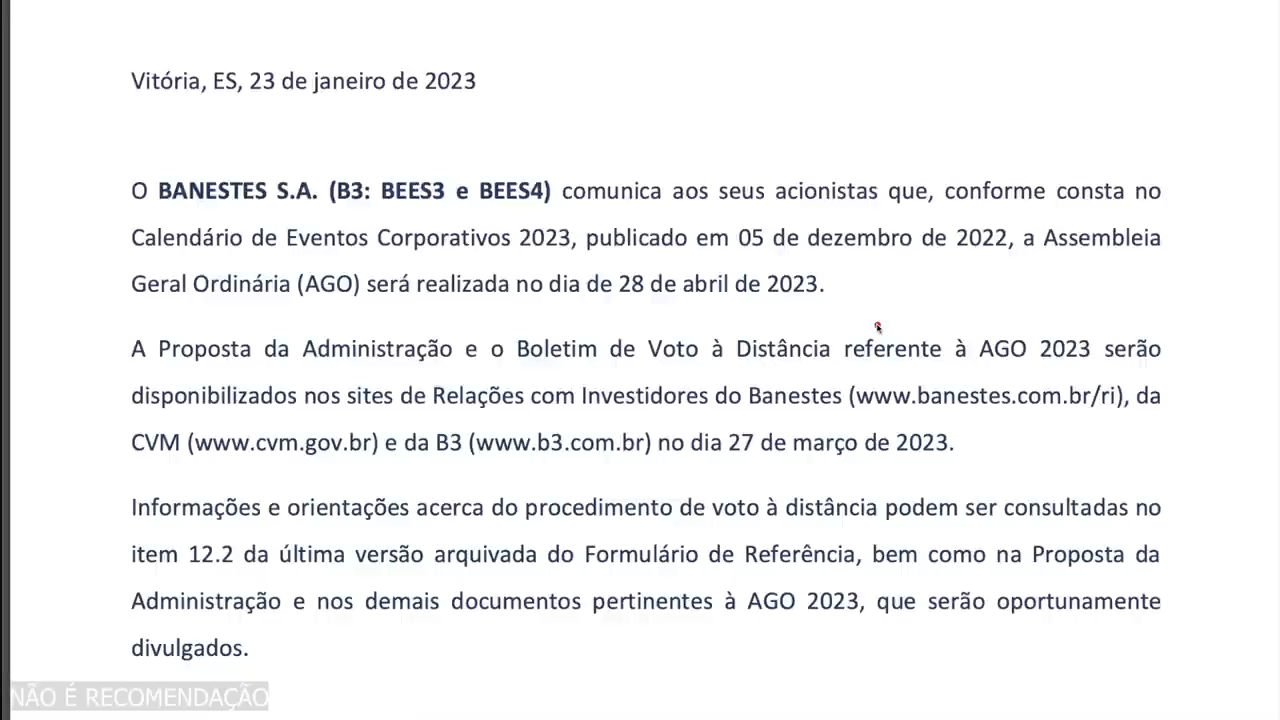 Vitória, ES, 23 de janeiro de 2023
O BANESTES S.A. (B3: BEES3 e BEES4) comunica aos seus acionistas que, conforme consta no
Calendário de Eventos Corporativos 2023, publicado em 05 de dezembro de 2022, a Assembleia
Geral Ordinária (AGO) será realizada no dia de 28 de abril de 2023.
A Proposta da Administração e o Boletim de Voto à Distância referente à AGO 2023 serão
disponibilizados nos sites de Relações com Investidores do Banestes (www.banestes.com.br/ri), da
CVM (www.cvm.gov.br) e da B3 (www.b3.com.br) no dia 27 de março de 2023.
Informações e orientações acerca do procedimento de voto à distância podem ser consultadas no
item 12.2 da última versão arquivada do Formulário de Referência, bem como na Proposta da
Administração e nos demais documentos pertinentes à AGO 2023, que serão oportunamente
divulgados.
NÃO É RECOMENDAÇÃO